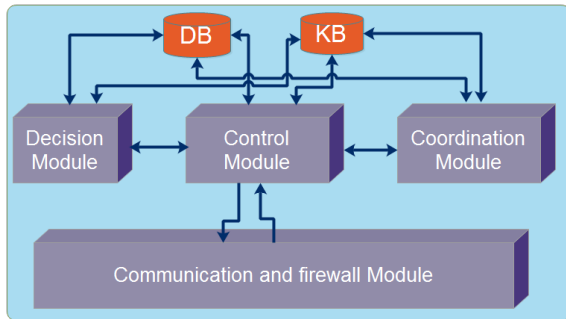 DB
KB
Decision
Module
Control
Module
Coordination
Module
Communication and firewall Module